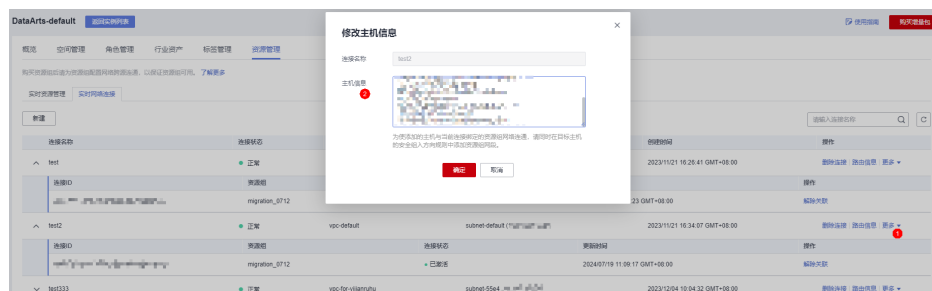 DataArts-default 返回实例列表 使用指南 购买增量包
概览 空间管理 角色管理 行业资产 标签管理 资源管理
购买资源组后请为资源组配置网络跨源连通，以保证资源组可用。 了解更多
实时资源管理 实时网络连接
新建 请输入连接名称
修改主机信息
连接名称 test2
主机信息
2
为使添加的主机与当前连接绑定的资源组网络连通，请同时在目标主机
的安全组入方向规则中添加资源组网段。
确定 取消
连接名称 连接状态 创建时间 操作
test 正常 2023/11/21 16:26:41 GMT+08:00 删除连接 路由信息 更多
连接ID 资源组 操作
migration_0712 23 GMT+08:00 解除关联
test2 正常 vpc-default subnet-default ( 2023/11/21 16:34:07 GMT+08:00 删除连接 路由信息 更多
1
连接ID 资源组 连接状态 更新时间 操作
migration_0712 已激活 2024/07/19 11:09:17 GMT+08:00 解除关联
test333 正常 subnet-55e4 2023/12/04 10:04:32 GMT+08:00 删除连接 路由信息 更多